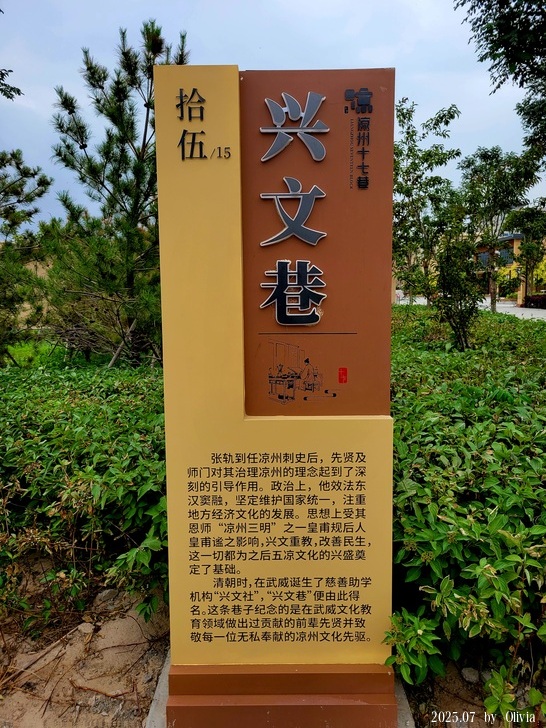 拾伍/15
兴文巷
凉州十七巷
张轨到任凉州刺史后，先贤及
师门对其治理凉州的理念起到了深
刻的引导作用。政治上，他效法东
汉窦融，坚定维护国家统一，注重
地方经济文化的发展。思想上受其
恩师“凉州三明”之一皇甫规后人
皇甫谧之影响，兴文重教，改善民生，
这一切都为之后五凉文化的兴盛奠
定了基础。
清朝时，在武威诞生了慈善助学
机构“兴文社”，“兴文巷”便由此得
名。这条巷子纪念的是在武威文化教
育领域做出过贡献的前辈先贤并致
敬每一位无私奉献的凉州文化先驱。
2025.07 by Olivia